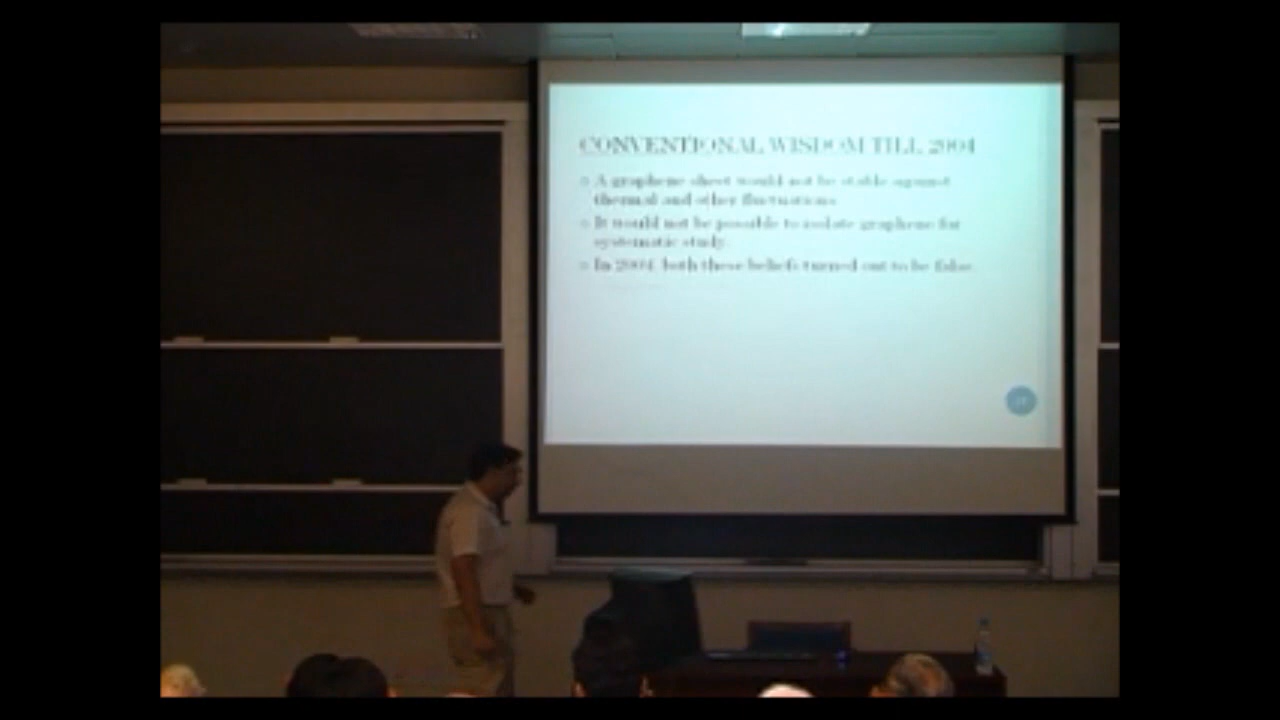 CONVENTIONAL WISDOM TILL 2004
A graphene sheet would not be stable against
thermal and other fluctuations.
It would not be possible to isolate graphene for
systematic study.
In 2004 both these beliefs turned out to be false.